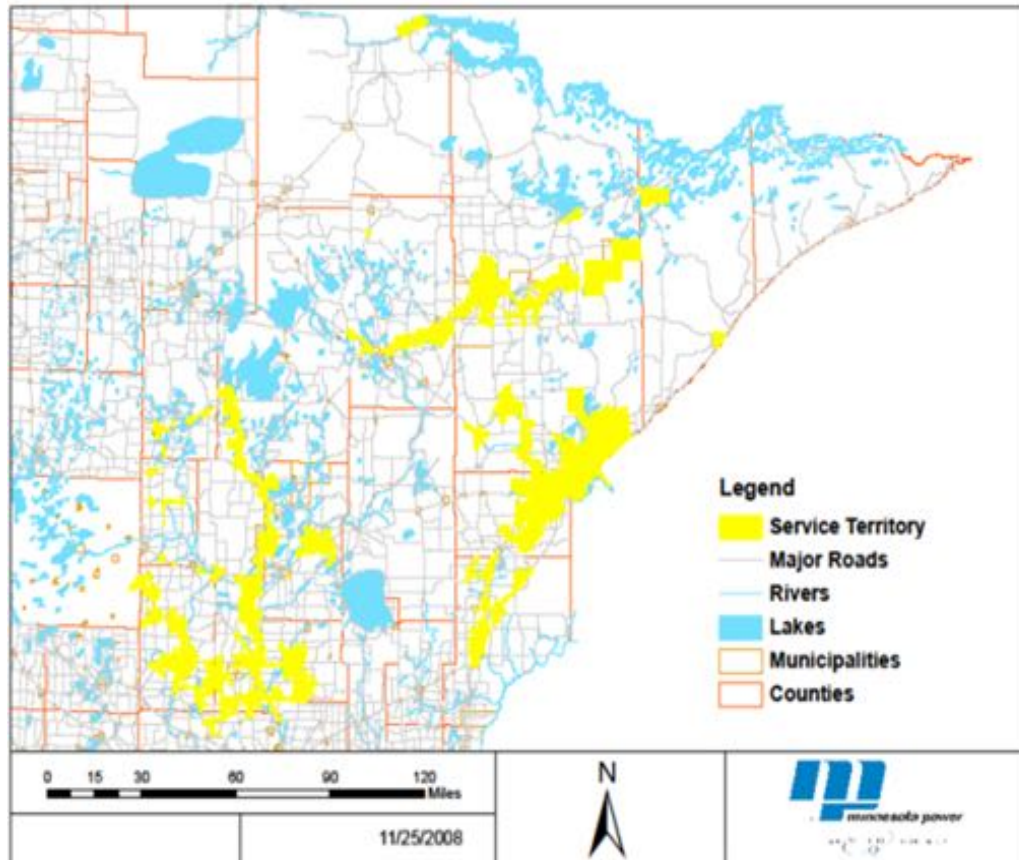 Legend
Service Territory
Major Roads
Rivers
Lakes
Municipalities
Counties
0 15 30 60 90 120
Miles
N
11/25/2008
mp
minnesota power